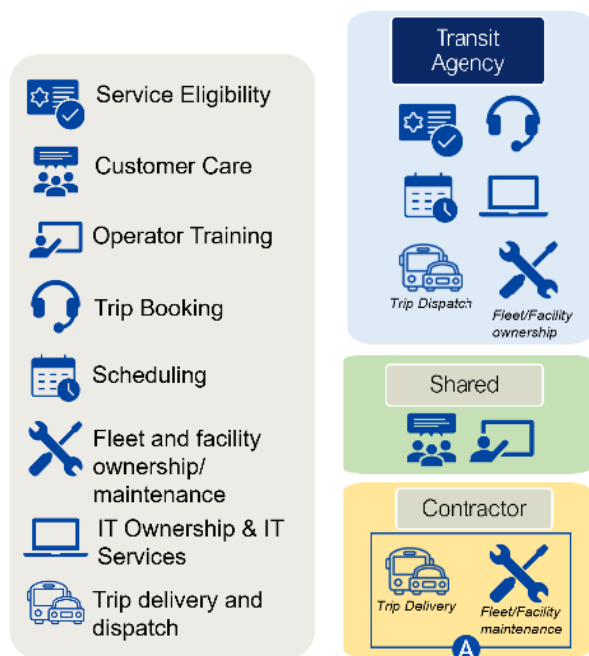 Service Eligibility
Customer Care
Operator Training
Trip Booking
Scheduling
Fleet and facility
ownership/
maintenance
IT Ownership & IT
Services
Trip delivery and
dispatch
Transit
Agency
Trip Dispatch
Fleet/Facility
ownership
Shared
Contractor
Trip Delivery
Fleet/Facility
maintenance
A